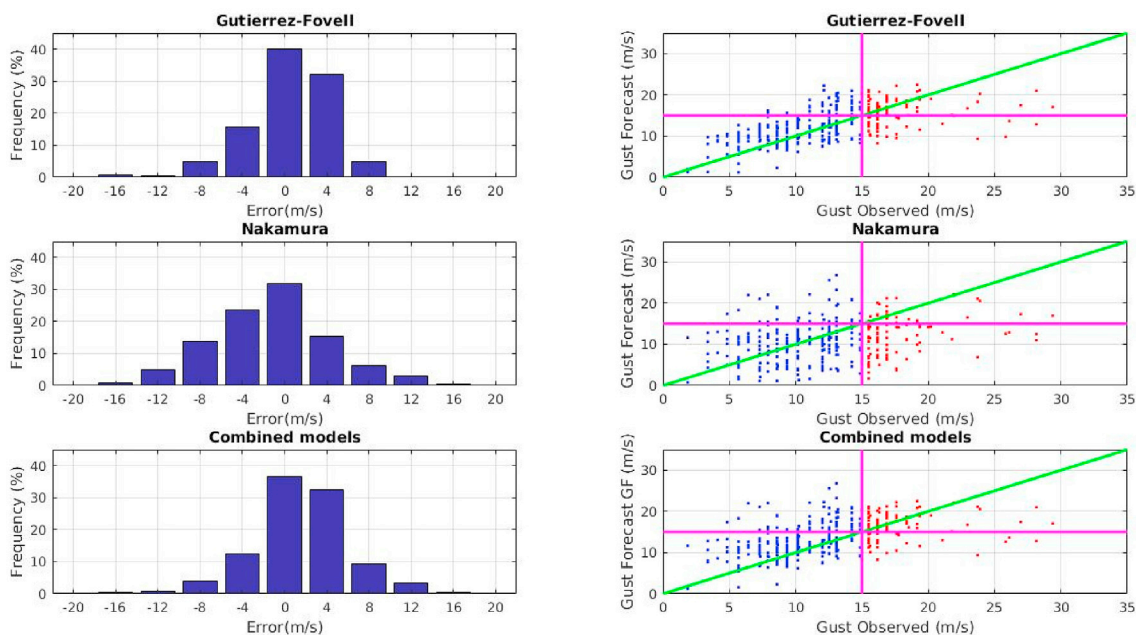 Gutierrez-Fovell
Frequency (%)
40
30
20
10
0
-20 -16 -12 -8 -4 0 4 8 12 16 20
Error(m/s)
Gutierrez-Fovell
Gust Forecast (m/s)
30
20
10
0
0 5 10 15 20 25 30 35
Gust Observed (m/s)
Nakamura
Frequency (%)
40
30
20
10
0
-20 -16 -12 -8 -4 0 4 8 12 16 20
Error(m/s)
Nakamura
Gust Forecast (m/s)
30
20
10
0
0 5 10 15 20 25 30 35
Gust Observed (m/s)
Combined models
Frequency (%)
40
30
20
10
0
-20 -16 -12 -8 -4 0 4 8 12 16 20
Error(m/s)
Combined models
Gust Forecast GF (m/s)
30
20
10
0
0 5 10 15 20 25 30 35
Gust Observed (m/s)